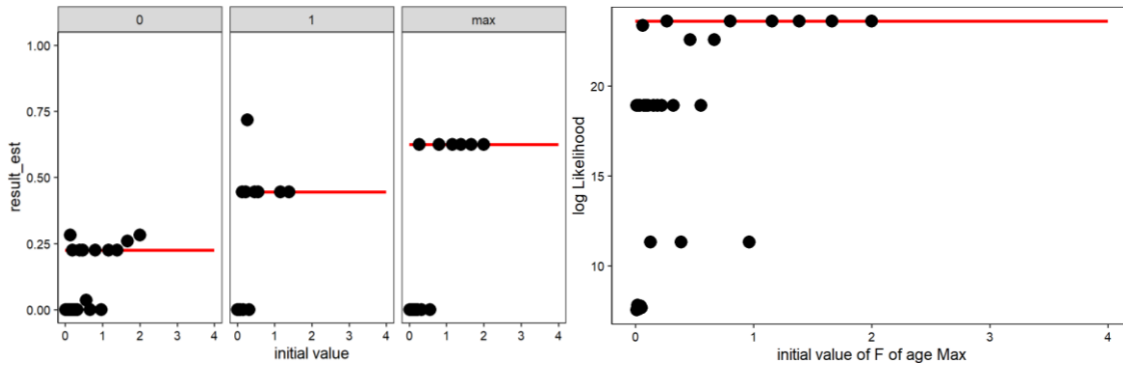 0 1 max
1.00
0.75
0.50
0.25
0.00
result_est
0 1 2 3 4 0 1 2 3 4 0 1 2 3 4
initial value
20
15
10
log Likelihood
0 1 2 3 4
initial value of F of age Max